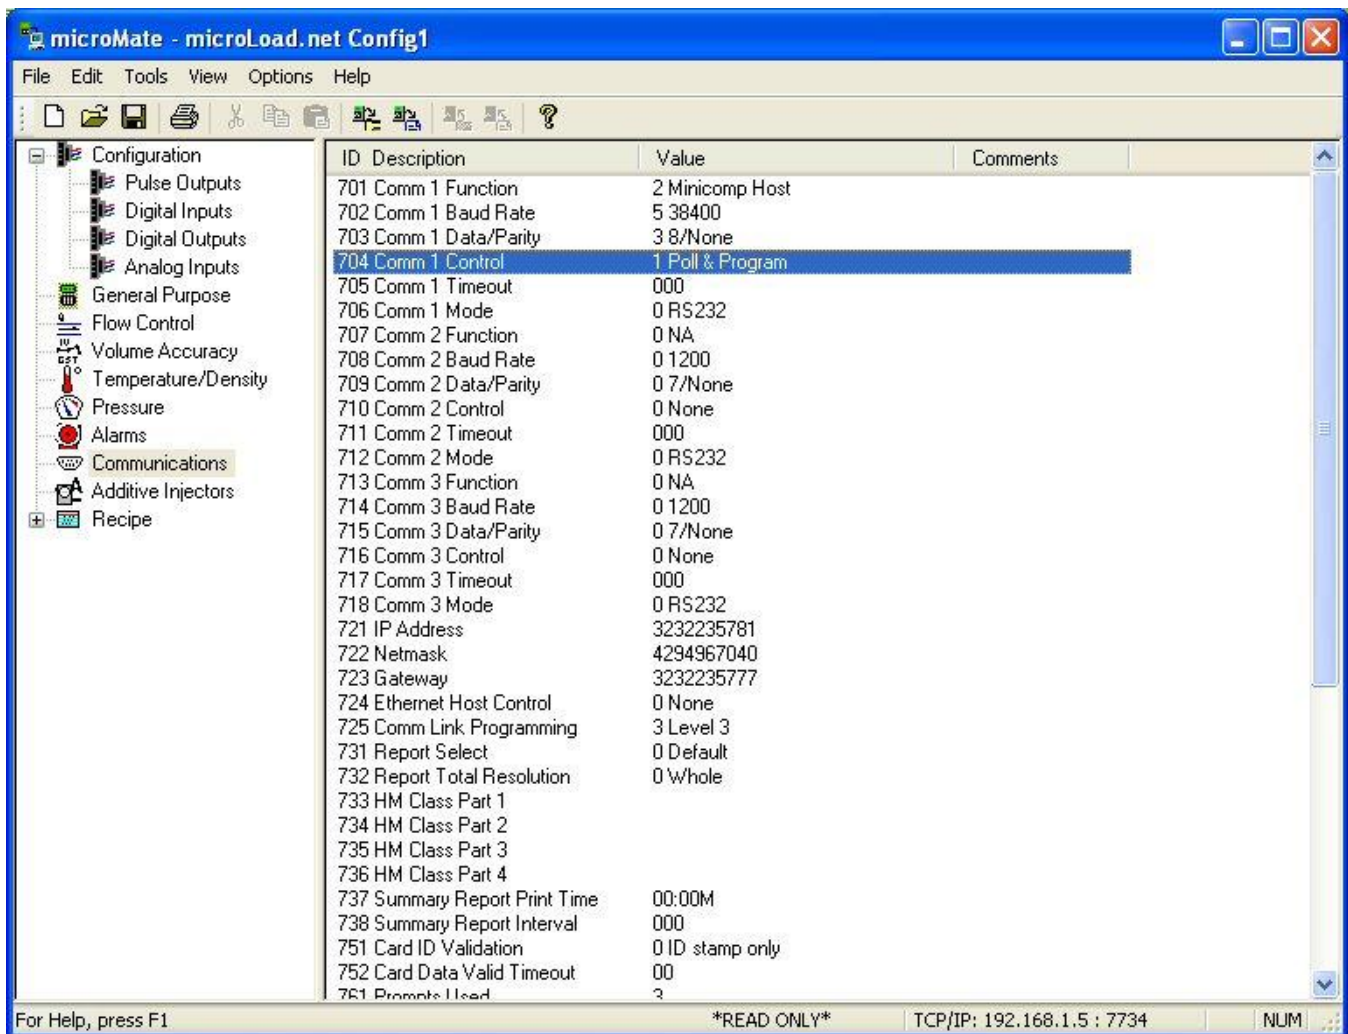 microMate - microLoad.net Config1
File Edit Tools View Options Help
Configuration
Pulse Outputs
Digital Inputs
Digital Outputs
Analog Inputs
General Purpose
Flow Control
Volume Accuracy
Temperature/Density
Pressure
Alarms
Communications
Additive Injectors
Recipe
ID Description Value Comments
701 Comm 1 Function 2 Minicomp Host
702 Comm 1 Baud Rate 5 38400
703 Comm 1 Data/Parity 3 8/None
704 Comm 1 Control 1 Poll & Program
705 Comm 1 Timeout 000
706 Comm 1 Mode 0 RS232
707 Comm 2 Function 0 NA
708 Comm 2 Baud Rate 0 1200
709 Comm 2 Data/Parity 0 7/None
710 Comm 2 Control 0 None
711 Comm 2 Timeout 000
712 Comm 2 Mode 0 RS232
713 Comm 3 Function 0 NA
714 Comm 3 Baud Rate 0 1200
715 Comm 3 Data/Parity 0 7/None
716 Comm 3 Control 0 None
717 Comm 3 Timeout 000
718 Comm 3 Mode 0 RS232
721 IP Address 3232235781
722 Netmask 4294967040
723 Gateway 3232235777
724 Ethernet Host Control 0 None
725 Comm Link Programming 3 Level 3
731 Report Select 0 Default
732 Report Total Resolution 0 Whole
733 HM Class Part 1
734 HM Class Part 2
735 HM Class Part 3
736 HM Class Part 4
737 Summary Report Print Time 00:00M
738 Summary Report Interval 000
751 Card ID Validation 0 ID stamp only
752 Card Data Valid Timeout 00
761 Prompts Used 3
For Help, press F1 *READ ONLY* TCP/IP: 192.168.1.5 : 7734 NUM